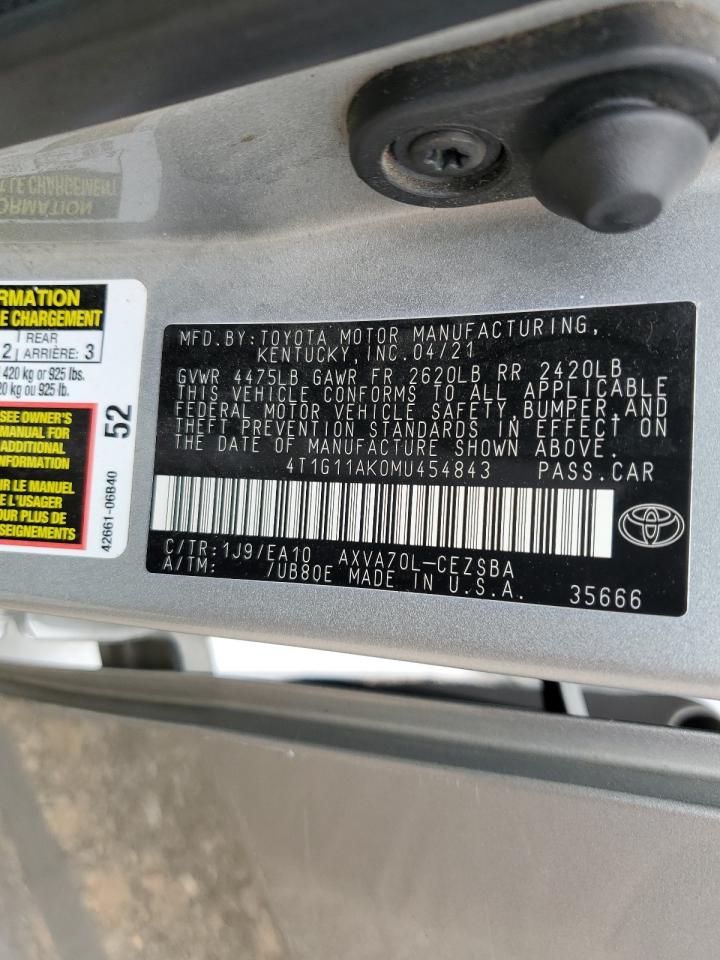 RMATION
E CHARGEMENT
REAR
2 ARRIÈRE: 3
420 kg or 925 lbs.
20 kg ou 925 lb.
SEE OWNER'S
MANUAL FOR
ADDITIONAL
INFORMATION
R LE MANUEL
E L'USAGER
OUR PLUS DE
SEIGNEMENTS
52
42661-06B40
MFD.BY:TOYOTA MOTOR MANUFACTURING,
KENTUCKY,INC.04/21
GVWR 4475LB GAWR FR 2620LB RR 2420LB
THIS VEHICLE CONFORMS TO ALL APPLICABLE
FEDERAL MOTOR VEHICLE SAFETY,BUMPER,AND
THEFT PREVENTION STANDARDS IN EFFECT
ON THE DATE OF MANUFACTURE SHOWN ABOVE.
4T1G11AK0MU454843 PASS.CAR
C/TR:1J9/EA10 AXVA70L-CEZSBA
A/TM: /UB80E MADE IN U.S.A.
35666